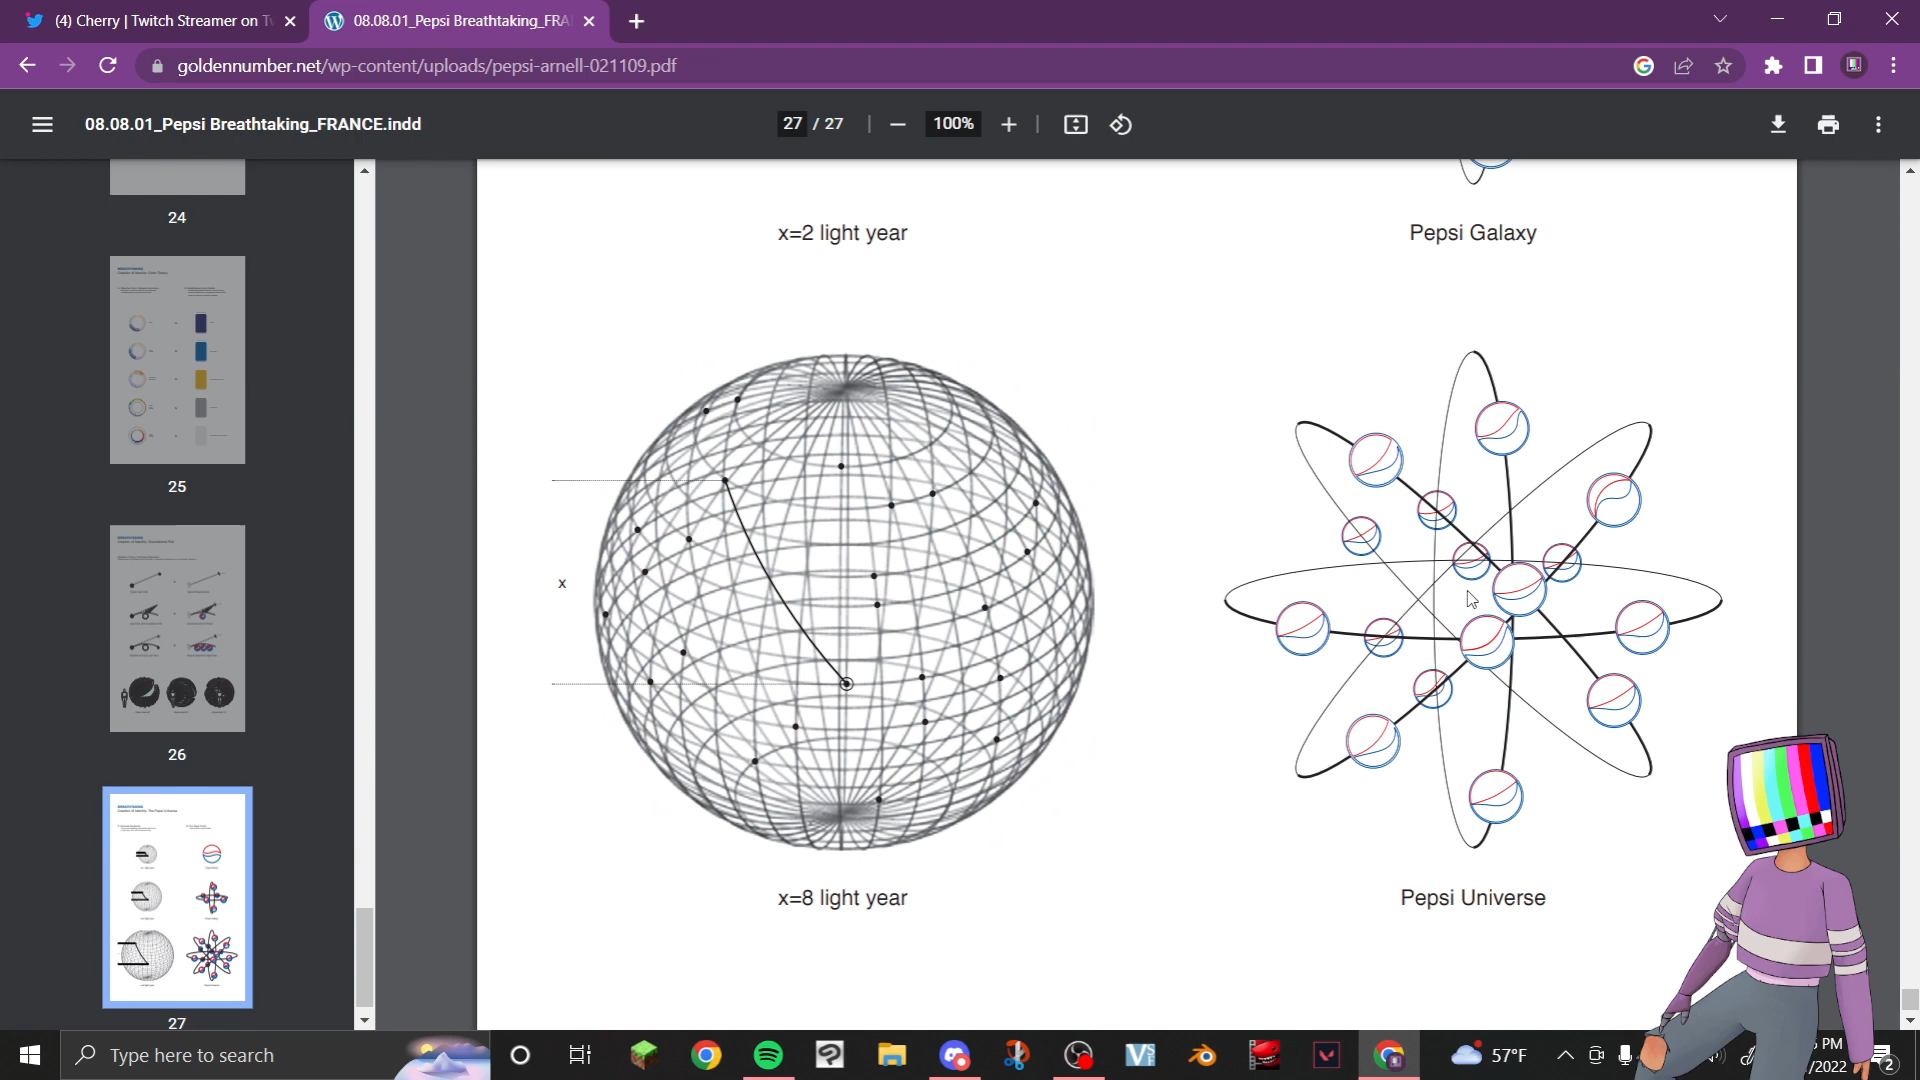 (4) Cherry | Twitch Streamer on T
08.08.01_Pepsi Breathtaking_FRA
goldennumber.net/wp-content/uploads/pepsi-arnell-021109.pdf
08.08.01_Pepsi Breathtaking_FRANCE.indd
27 / 27
100%
24
25
26
27
x=2 light year
Pepsi Galaxy
x
x=8 light year
Pepsi Universe
Type here to search
57°F
PM
/2022
2